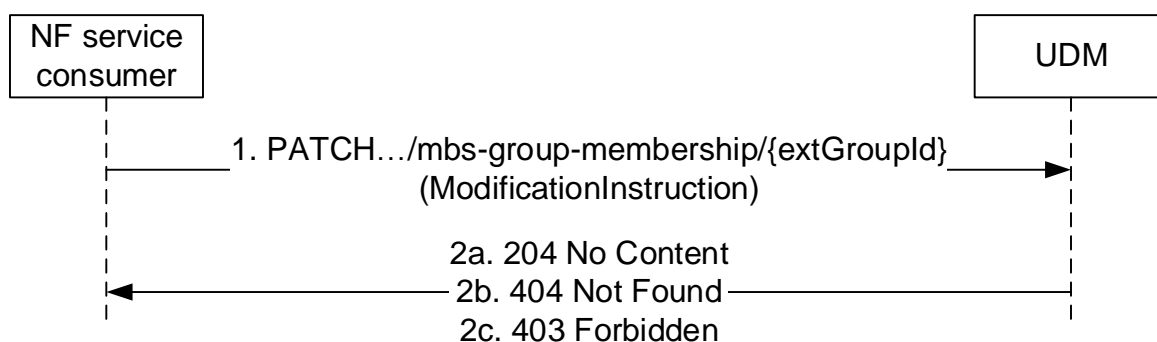 NF service
consumer
UDM
1. PATCH…/mbs-group-membership/{extGroupId}
(ModificationInstruction)
2a. 204 No Content
2b. 404 Not Found
2c. 403 Forbidden